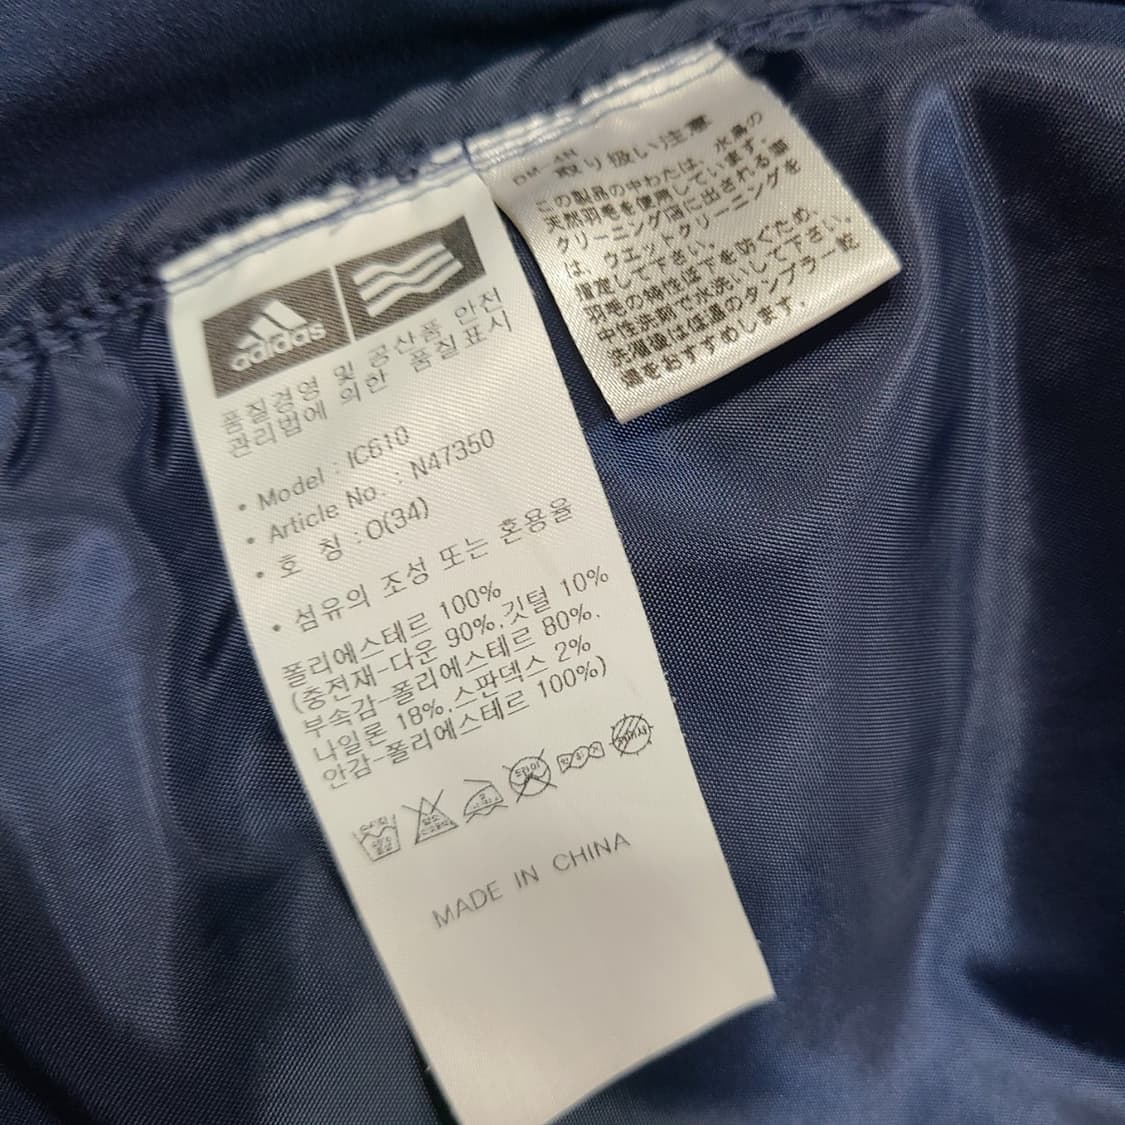 adidas
품질경영 및 공산품 안전
관리법에 의한 품질표시
• Model : IC610
• Article No. : N47350
• 호 칭 : O(34)
• 섬유의 조성 또는 혼용율
폴리에스테르 100%
(충전재-다운 90%.깃털 10%
부속감-폴리에스테르 80%.
나일론 18%.스판덱스 2%
안감-폴리에스테르 100%)
MADE IN CHINA
取り扱い注意
この製品の中わたは、水鳥の
天然羽毛を使用しています。
クリーニング店に出される際
は、ウエットクリーニングを
指定して下さい。
羽毛の特性低下を防ぐため、
中性洗剤で水洗いして下さい。
洗濯後は低温のタンブラー乾
燥をおすすめします。